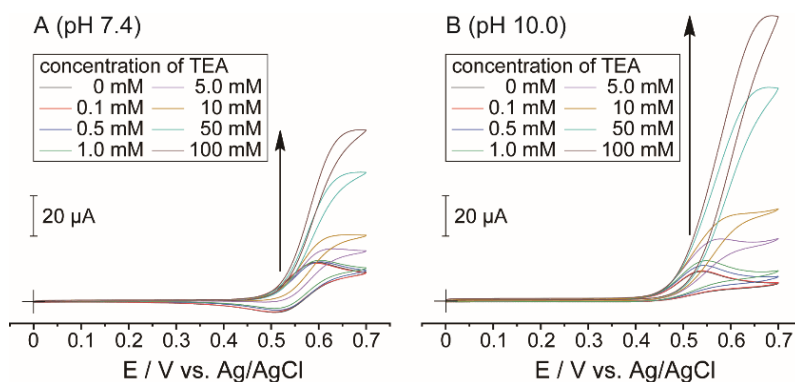 A (pH 7.4)
concentration of TEA
0 mM 5.0 mM
0.1 mM 10 mM
0.5 mM 50 mM
1.0 mM 100 mM
20 µA
0 0.1 0.2 0.3 0.4 0.5 0.6 0.7
E / V vs. Ag/AgCl
B (pH 10.0)
concentration of TEA
0 mM 5.0 mM
0.1 mM 10 mM
0.5 mM 50 mM
1.0 mM 100 mM
20 µA
0 0.1 0.2 0.3 0.4 0.5 0.6 0.7
E / V vs. Ag/AgCl